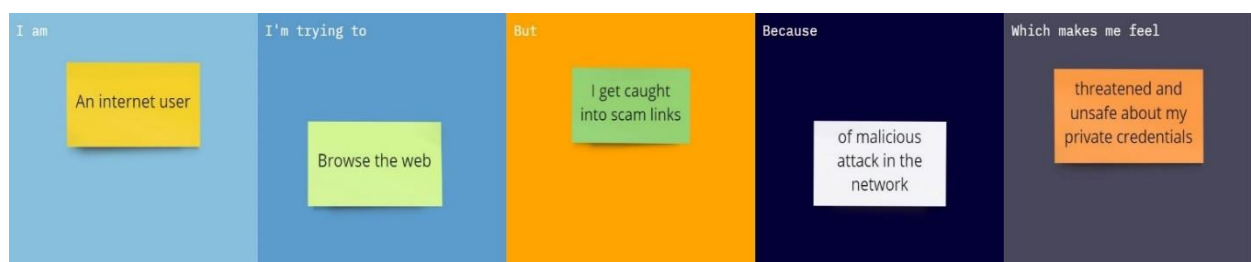 I am
An internet user
I'm trying to
Browse the web
But
I get caught
into scam links
Because
of malicious
attack in the
network
Which makes me feel
threatened and
unsafe about my
private credentials